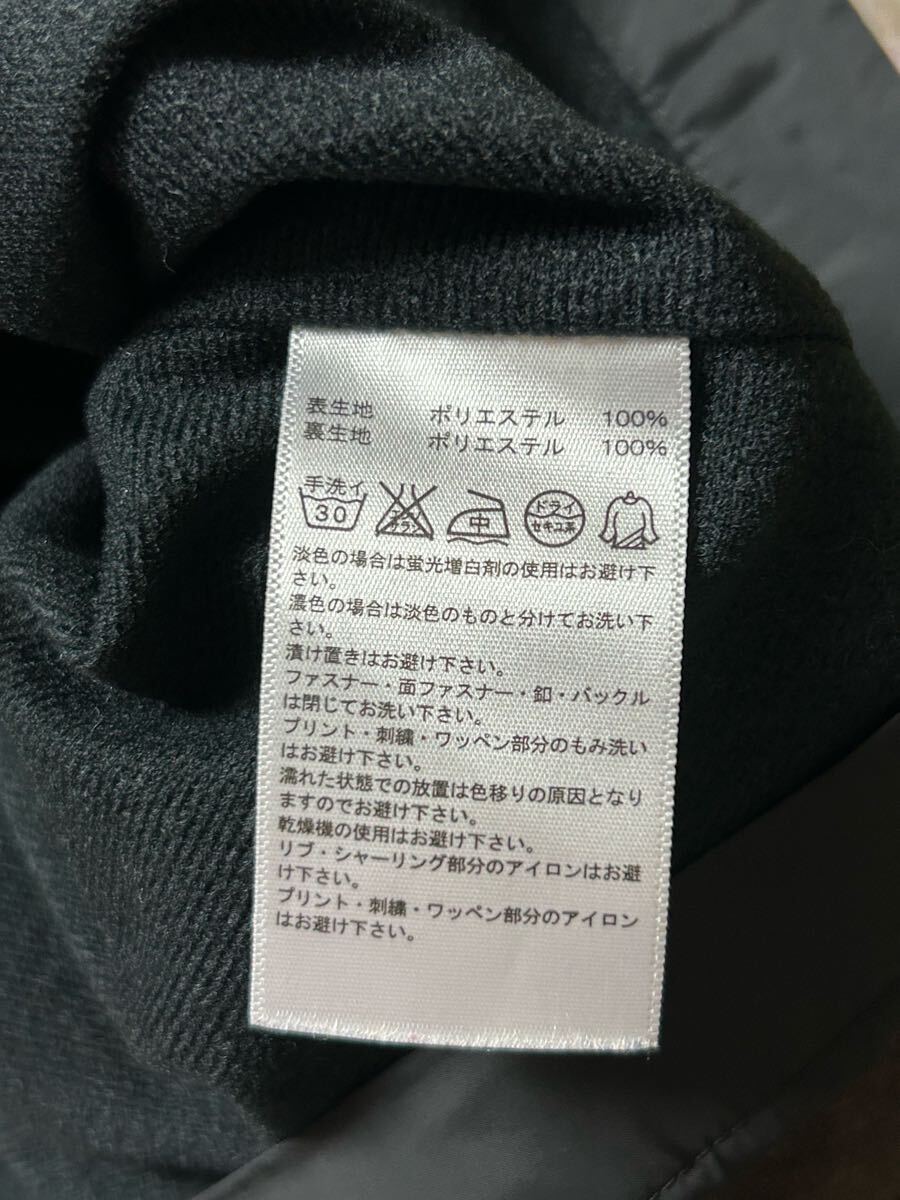 表生地 ポリエステル 100%
裏生地 ポリエステル 100%
手洗イ
30
エンソ
サラシ
中
ドライ
セキユ系
淡色の場合は蛍光増白剤の使用はお避け下
さい。
濃色の場合は淡色のものと分けてお洗い下
さい。
漬け置きはお避け下さい。
ファスナー・面ファスナー・釦・バックル
は閉じてお洗い下さい。
プリント・刺繍・ワッペン部分のもみ洗い
はお避け下さい。
濡れた状態での放置は色移りの原因となり
ますのでお避け下さい。
乾燥機の使用はお避け下さい。
リブ・シャーリング部分のアイロンはお避
け下さい。
プリント・刺繍・ワッペン部分のアイロン
はお避け下さい。